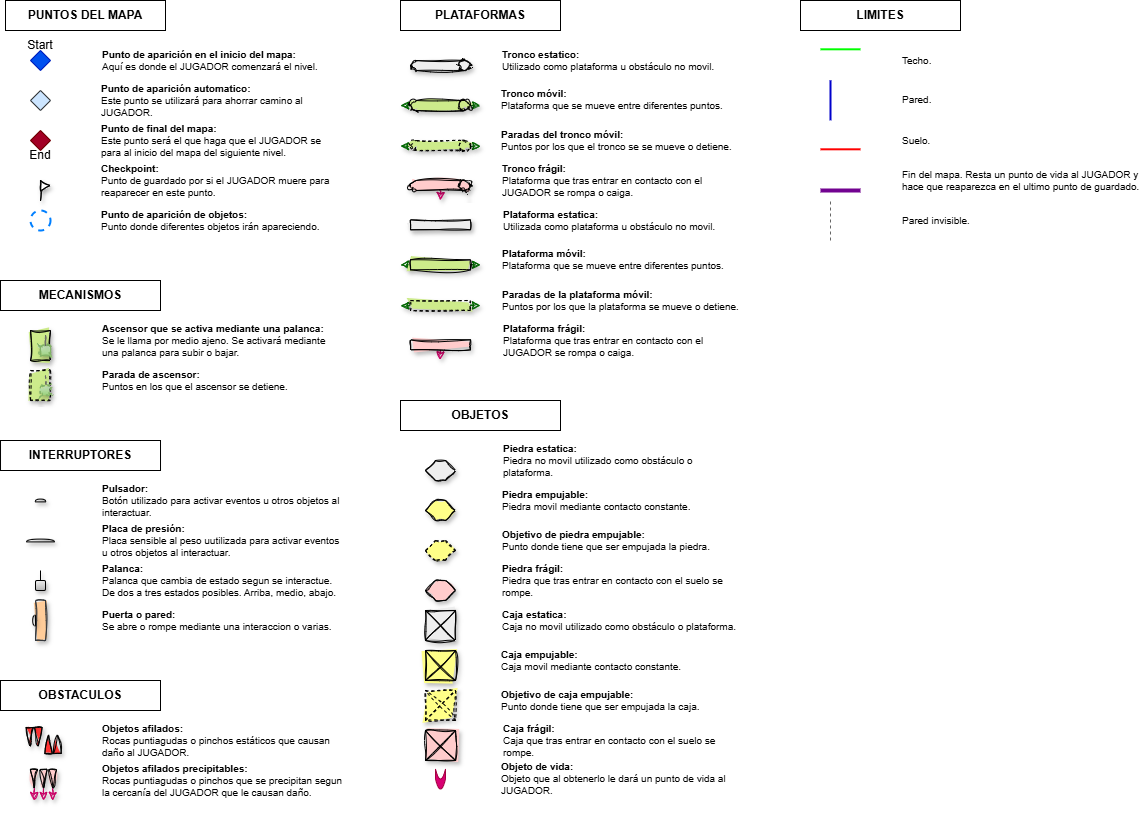 PUNTOS DEL MAPA
Start
Punto de aparición en el inicio del mapa:
Aquí es donde el JUGADOR comenzará el nivel.
Punto de aparición automatico:
Este punto se utilizará para ahorrar camino al
JUGADOR.
Punto de final del mapa:
Este punto será el que haga que el JUGADOR se
para al inicio del mapa del siguiente nivel.
End
Checkpoint:
Punto de guardado por si el JUGADOR muere para
reaparecer en este punto.
Punto de aparición de objetos:
Punto donde diferentes objetos irán apareciendo.
MECANISMOS
Ascensor que se activa mediante una palanca:
Se le llama por medio ajeno. Se activará mediante
una palanca para subir o bajar.
Parada de ascensor:
Puntos en los que el ascensor se detiene.
INTERRUPTORES
Pulsador:
Botón utilizado para activar eventos u otros objetos al
interactuar.
Placa de presión:
Placa sensible al peso uutilizada para activar eventos
u otros objetos al interactuar.
Palanca:
Palanca que cambia de estado segun se interactue.
De dos a tres estados posibles. Arriba, medio, abajo.
Puerta o pared:
Se abre o rompe mediante una interaccion o varias.
OBSTACULOS
Objetos afilados:
Rocas puntiagudas o pinchos estáticos que causan
daño al JUGADOR.
Objetos afilados precipitables:
Rocas puntiagudas o pinchos que se precipitan segun
la cercanía del JUGADOR que le causan daño.
PLATAFORMAS
Tronco estatico:
Utilizado como plataforma u obstáculo no movil.
Tronco móvil:
Plataforma que se mueve entre diferentes puntos.
Paradas del tronco móvil:
Puntos por los que el tronco se se mueve o detiene.
Tronco frágil:
Plataforma que tras entrar en contacto con el
JUGADOR se rompa o caiga.
Plataforma estatica:
Utilizada como plataforma u obstáculo no movil.
Plataforma móvil:
Plataforma que se mueve entre diferentes puntos.
Paradas de la plataforma móvil:
Puntos por los que la plataforma se mueve o detiene.
Plataforma frágil:
Plataforma que tras entrar en contacto con el
JUGADOR se rompa o caiga.
OBJETOS
Piedra estatica:
Piedra no movil utilizado como obstáculo o
plataforma.
Piedra empujable:
Piedra movil mediante contacto constante.
Objetivo de piedra empujable:
Punto donde tiene que ser empujada la piedra.
Piedra frágil:
Piedra que tras entrar en contacto con el suelo se
rompe.
Caja estatica:
Caja no movil utilizado como obstáculo o plataforma.
Caja empujable:
Caja movil mediante contacto constante.
Objetivo de caja empujable:
Punto donde tiene que ser empujada la caja.
Caja frágil:
Caja que tras entrar en contacto con el suelo se
rompe.
Objeto de vida:
Objeto que al obtenerlo le dará un punto de vida al
JUGADOR.
LIMITES
Techo.
Pared.
Suelo.
Fin del mapa. Resta un punto de vida al JUGADOR y
hace que reaparezca en el ultimo punto de guardado.
Pared invisible.